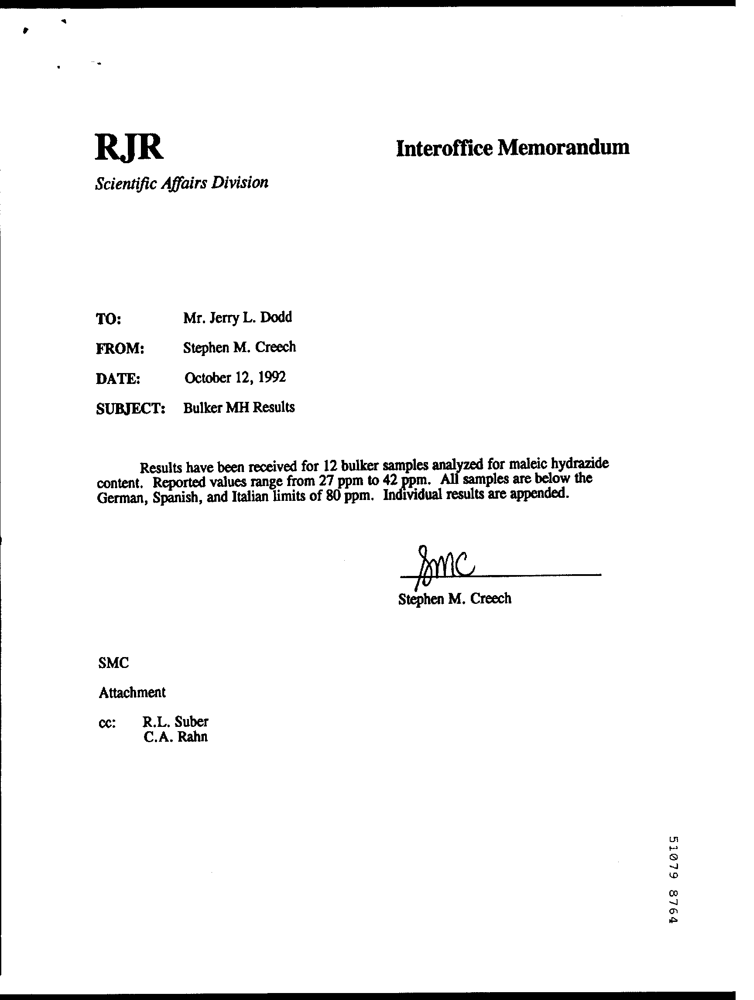 RJR
Interoffice Memorandum
Scientific Affairs Division
TO: Mr. Jerry L. Dodd
FROM: Stephen M. Creech
DATE: October 12, 1992
SUBJECT: Bulker MH Results
Results have been received for 12 bulker samples analyzed for maleic hydrazide
content. Reported values range from 27 ppm to 42 ppm. All samples are below the
German, Spanish, and Italian limits of 80 ppm. Individual results are appended.
SMC
Stephen M. Creech
SMC
Attachment
cc: R.L. Suber
C.A. Rahn
51079 8764